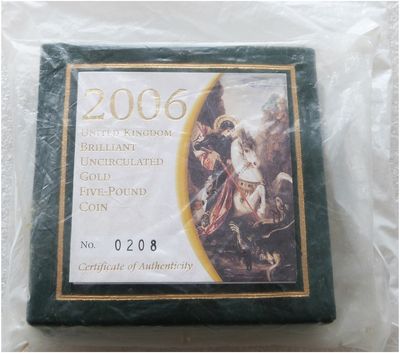 2006
United Kingdom
Brilliant
Uncirculated
Gold
Five-Pound
Coin
No. 0208
Certificate of Authenticity